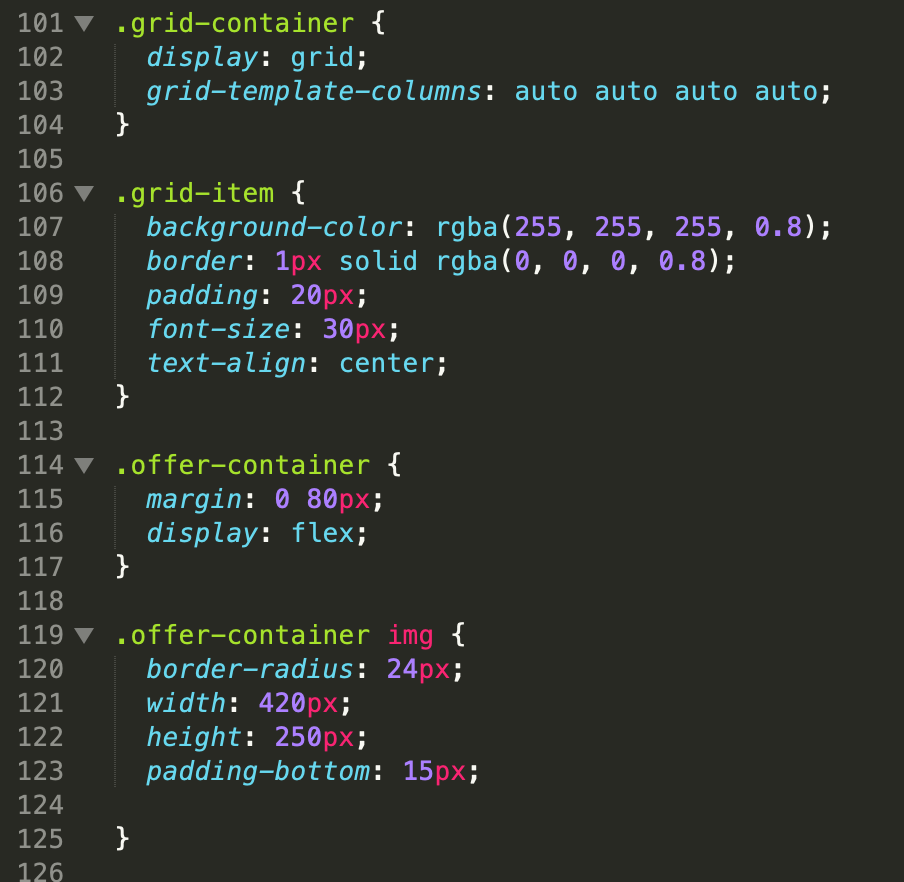 101 ▼ .grid-container {
102     display: grid;
103     grid-template-columns: auto auto auto auto;
104   }
105
106 ▼ .grid-item {
107     background-color: rgba(255, 255, 255, 0.8);
108     border: 1px solid rgba(0, 0, 0, 0.8);
109     padding: 20px;
110     font-size: 30px;
111     text-align: center;
112   }
113
114 ▼ .offer-container {
115     margin: 0 80px;
116     display: flex;
117   }
118
119 ▼ .offer-container img {
120     border-radius: 24px;
121     width: 420px;
122     height: 250px;
123     padding-bottom: 15px;
124
125   }
126